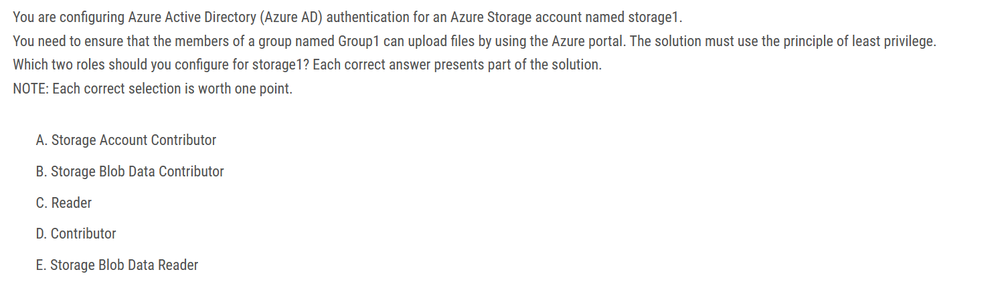 You are configuring Azure Active Directory (Azure AD) authentication for an Azure Storage account named storage1.
You need to ensure that the members of a group named Group1 can upload files by using the Azure portal. The solution must use the principle of least privilege.
Which two roles should you configure for storage1? Each correct answer presents part of the solution.
NOTE: Each correct selection is worth one point.
A. Storage Account Contributor
B. Storage Blob Data Contributor
C. Reader
D. Contributor
E. Storage Blob Data Reader